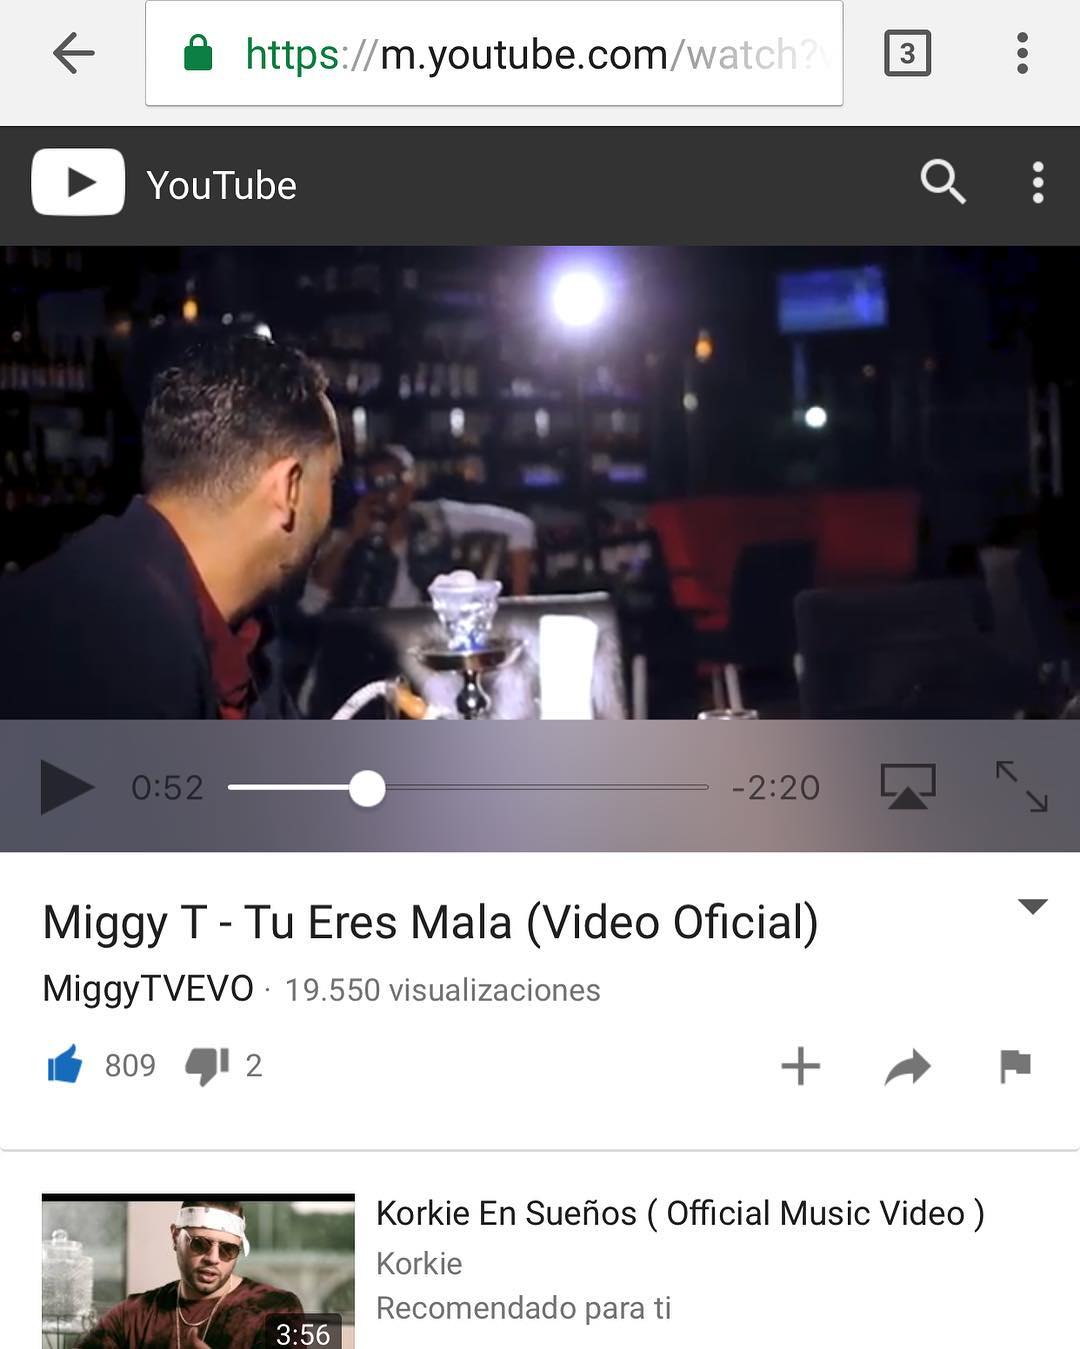 https://m.youtube.com/watch?v
3
YouTube
0:52
-2:20
Miggy T - Tu Eres Mala (Video Oficial)
MiggyTVEVO · 19.550 visualizaciones
809 2
Korkie En Sueños ( Official Music Video )
Korkie
Recomendado para ti
3:56